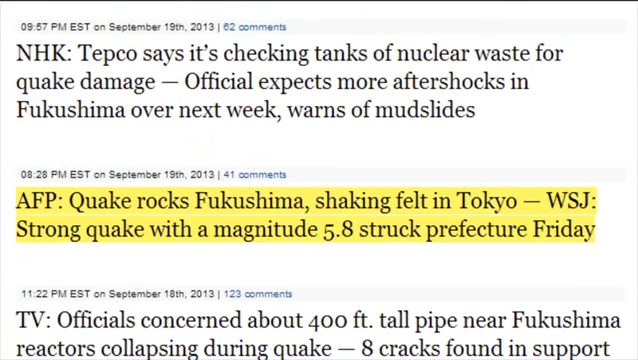 09:57 PM EST on September 19th, 2013 | 62 comments
NHK: Tepco says it's checking tanks of nuclear waste for
quake damage — Official expects more aftershocks in
Fukushima over next week, warns of mudslides
08:28 PM EST on September 19th, 2013 | 41 comments
AFP: Quake rocks Fukushima, shaking felt in Tokyo — WSJ:
Strong quake with a magnitude 5.8 struck prefecture Friday
11:22 PM EST on September 18th, 2013 | 123 comments
TV: Officials concerned about 400 ft. tall pipe near Fukushima
reactors collapsing during quake — 8 cracks found in support